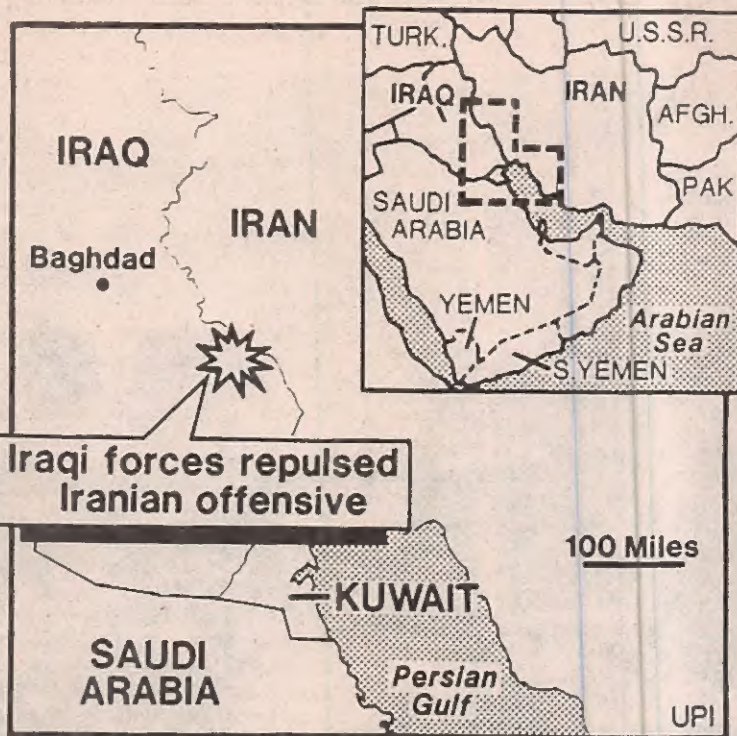 IRAQ
IRAN
Baghdad
Iraqi forces repulsed
Iranian offensive
100 Miles
KUWAIT
SAUDI
ARABIA
Persian
Gulf
UPI
TURK.
U.S.S.R.
IRAQ
IRAN
AFGH.
PAK
SAUDI
ARABIA
YEMEN
Arabian
Sea
S.YEMEN